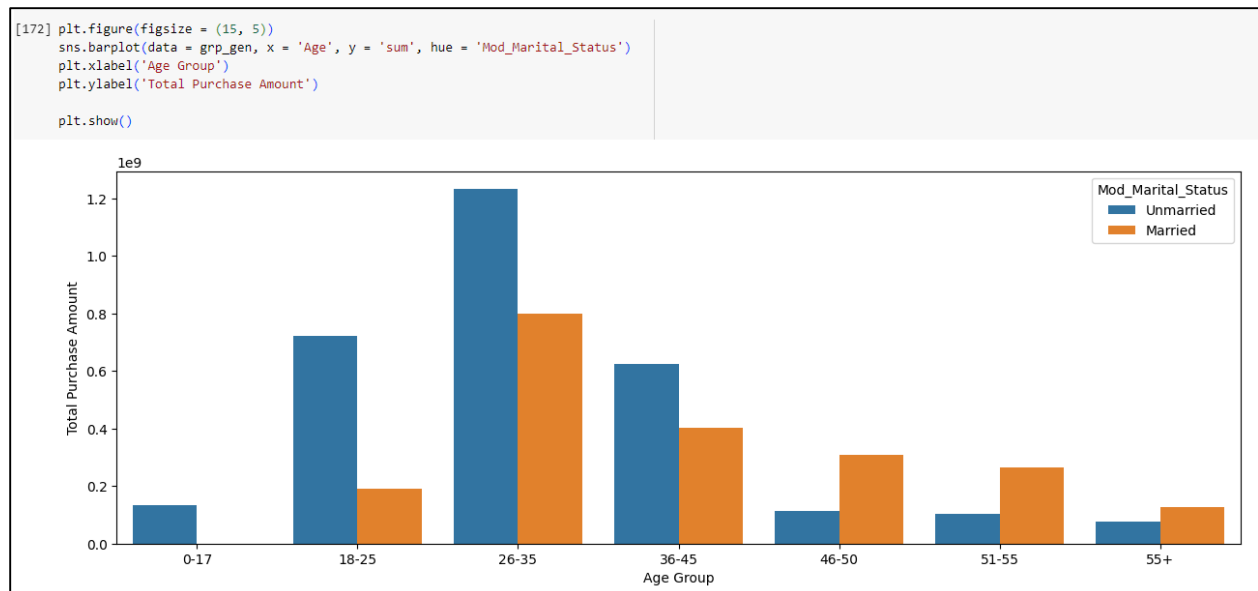 [172] plt.figure(figsize = (15, 5))
sns.barplot(data = grp_gen, x = 'Age', y = 'sum', hue = 'Mod_Marital_Status')
plt.xlabel('Age Group')
plt.ylabel('Total Purchase Amount')
plt.show()
1e9
Mod_Marital_Status
Unmarried
Married
1.2
1.0
0.8
0.6
0.4
0.2
0.0
Total Purchase Amount
0-17 18-25 26-35 36-45 46-50 51-55 55+
Age Group